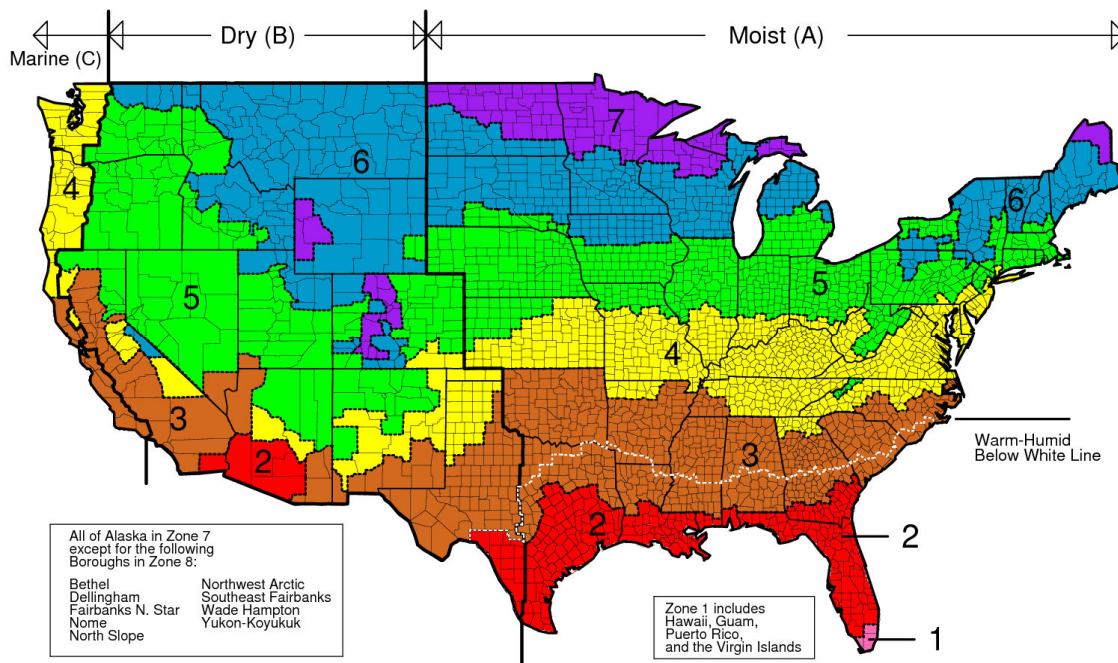 Marine (C)
Dry (B)
Moist (A)
7
6
4
6
5
5
4
3
3
2
2
2
1
Warm-Humid
Below White Line
All of Alaska in Zone 7
except for the following
Boroughs in Zone 8:
Bethel
Dellingham
Fairbanks N. Star
Nome
North Slope
Northwest Arctic
Southeast Fairbanks
Wade Hampton
Yukon-Koyukuk
Zone 1 includes
Hawaii, Guam,
Puerto Rico,
and the Virgin Islands